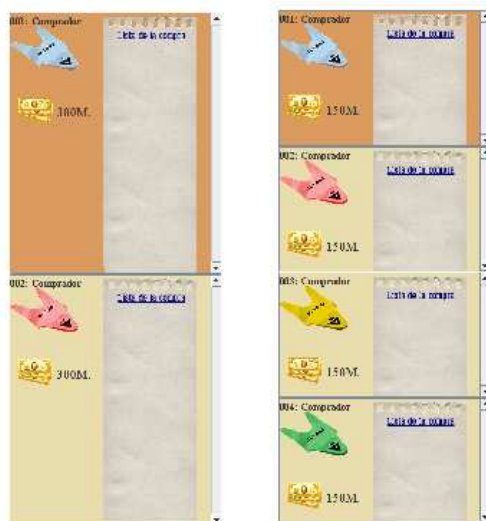 001: Comprador
Lista de la compra
300M.
002: Comprador
Lista de la compra
300M.
001: Comprador
Lista de la compra
150M.
002: Comprador
Lista de la compra
150M.
003: Comprador
Lista de la compra
150M.
004: Comprador
Lista de la compra
150M.